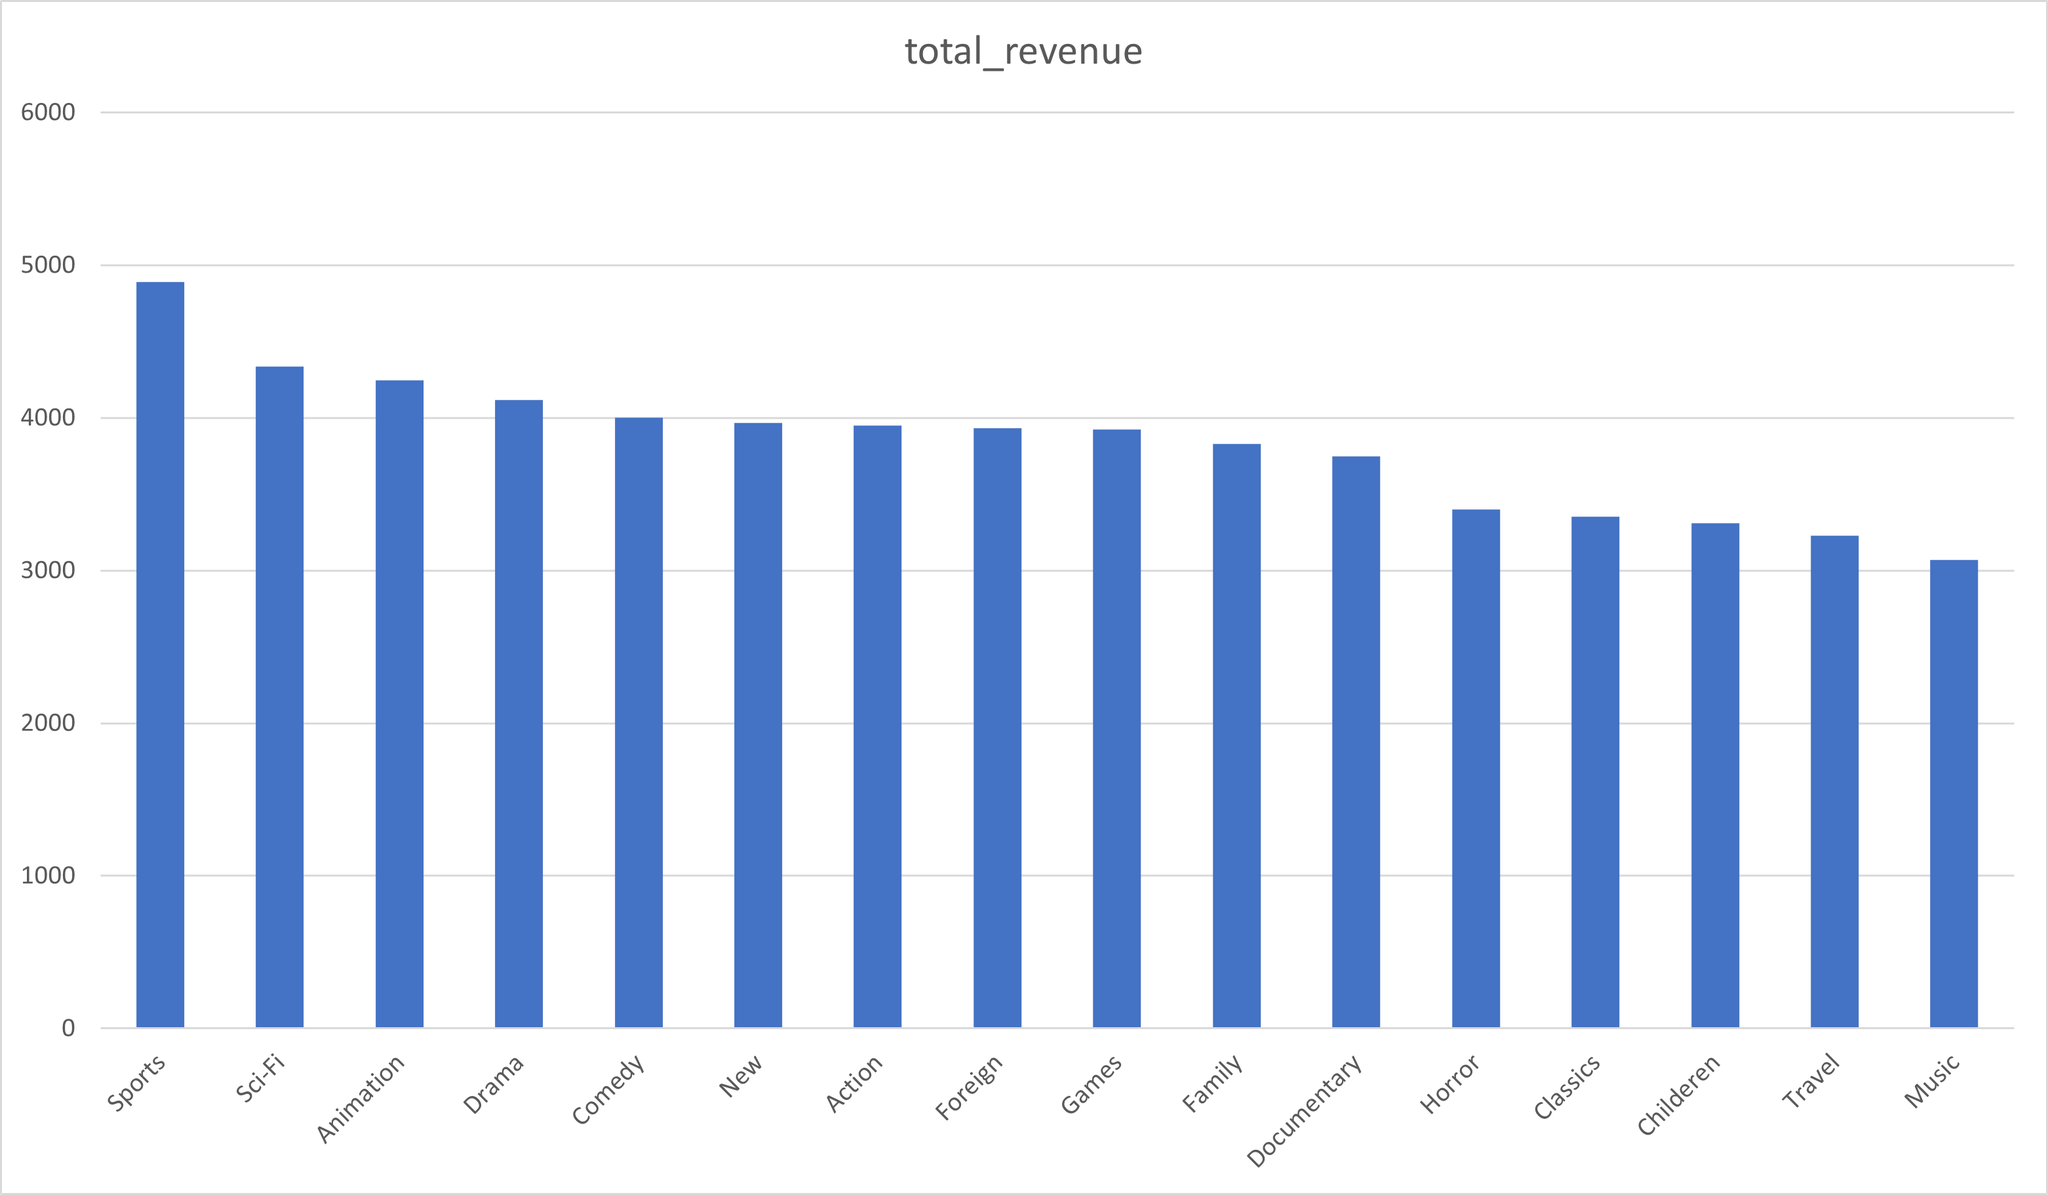 total_revenue
6000
5000
4000
3000
2000
1000
0
Sports
Sci-Fi
Animation
Drama
Comedy
New
Action
Foreign
Games
Family
Documentary
Horror
Classics
Childeren
Travel
Music